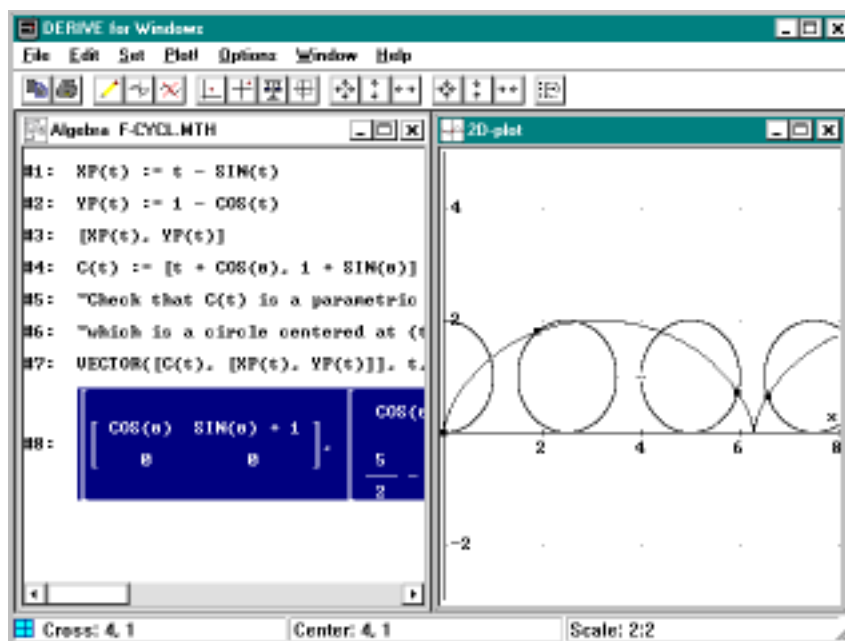 DERIVE for Windows
File Edit Set Plot! Options Window Help
Algebra F-CYCL.MTH
#1: XP(t) := t - SIN(t)
#2: YP(t) := 1 - COS(t)
#3: [XP(t), YP(t)]
#4: C(t) := [t + COS(θ), 1 + SIN(θ)]
#5: "Check that C(t) is a parametric
#6: "which is a circle centered at (t
#7: VECTOR([C(t), [XP(t), YP(t)]], t,
#8: [ COS(θ) SIN(θ) + 1 ], COS(θ
0 0 5
2 -
2D-plot
4
2
x
2 4 6 8
-2
Cross: 4, 1 Center: 4, 1 Scale: 2:2